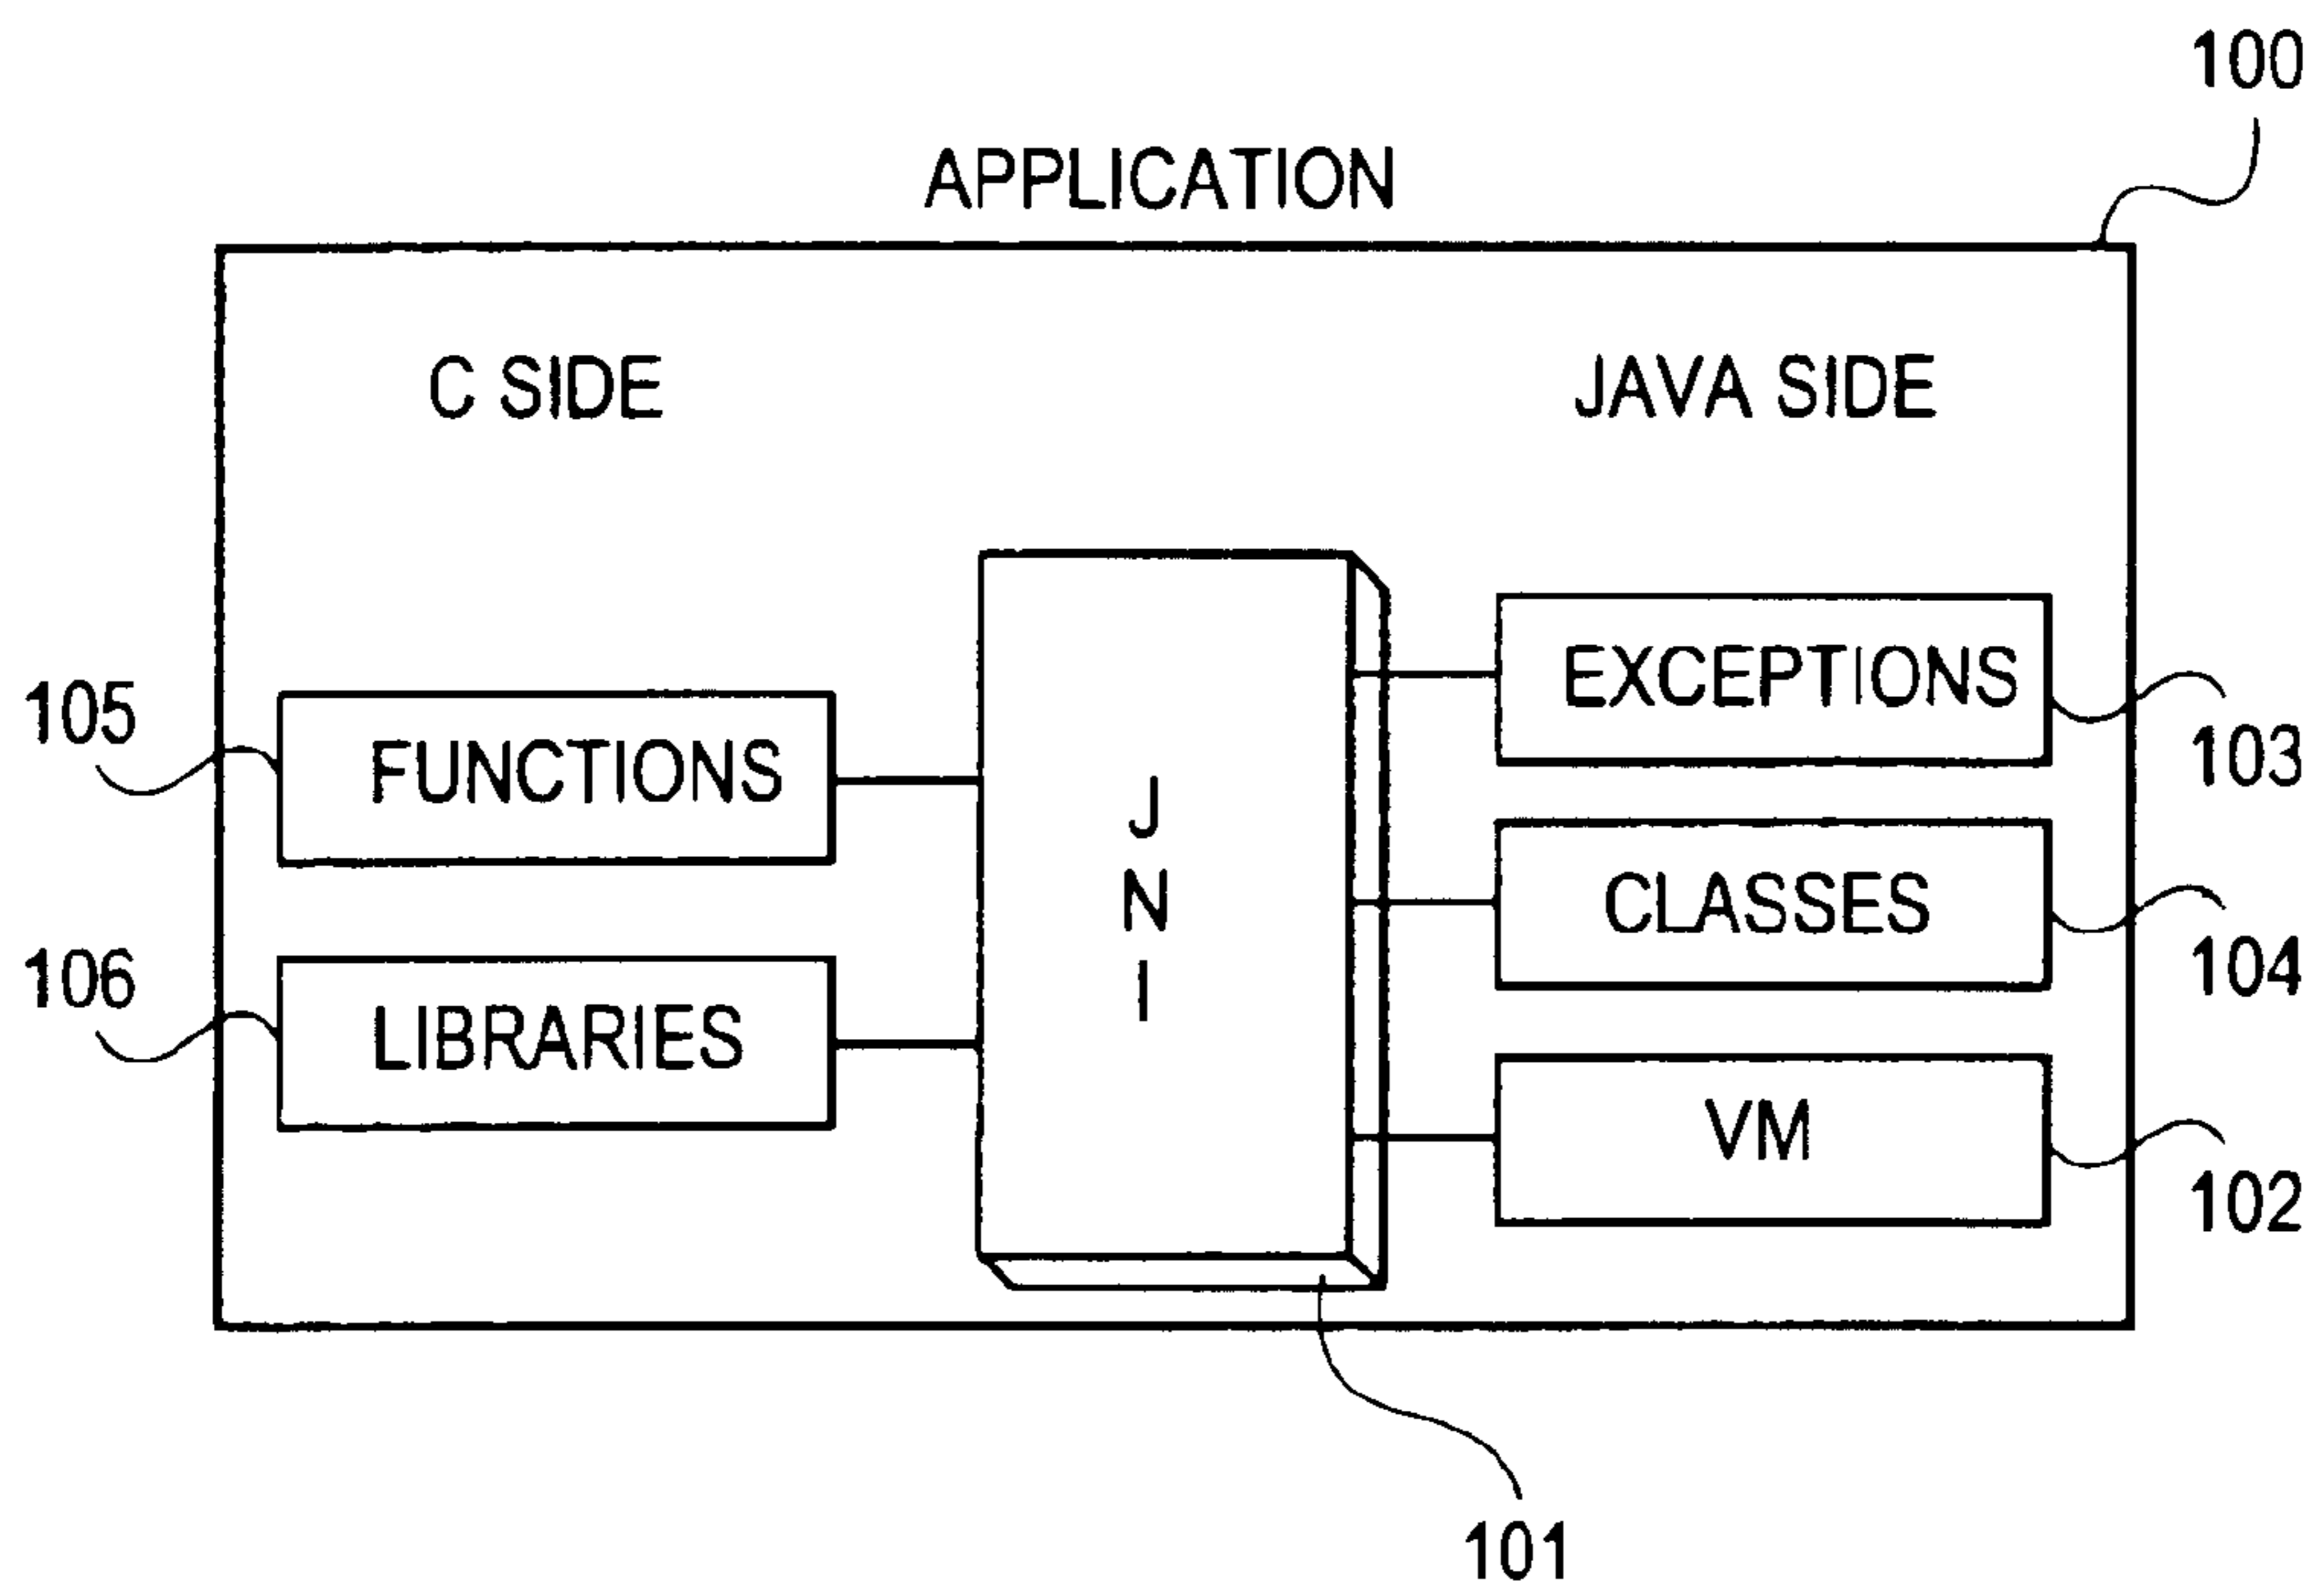 100
APPLICATION
C SIDE
JAVA SIDE
105
FUNCTIONS
106
LIBRARIES
J
N
I
EXCEPTIONS
103
CLASSES
104
VM
102
101